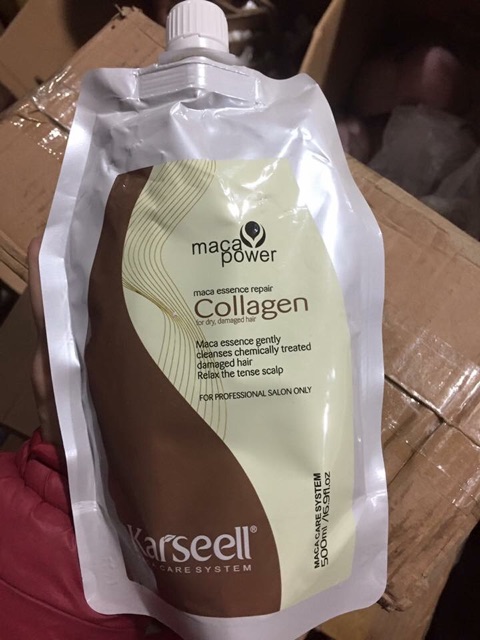 maca
power
maca essence repair
Collagen
for dry, damaged hair
Maca essence gently
cleanses chemically treated
damaged hair
Relax the tense scalp
FOR PROFESSIONAL SALON ONLY
MACA CARE SYSTEM
500ml /16.9fl.oz
Karseell®
CARE SYSTEM